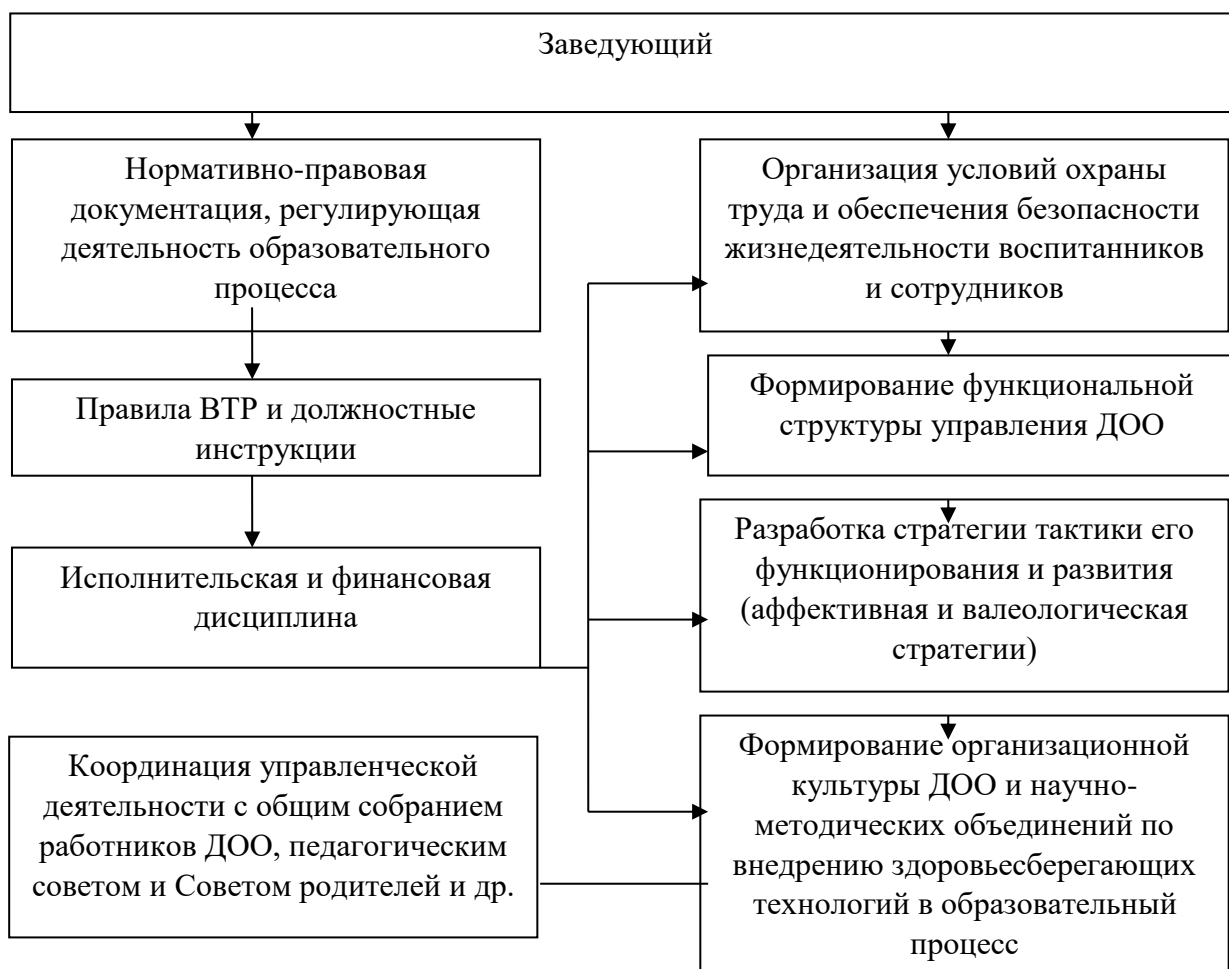 Заведующий
Нормативно-правовая
документация, регулирующая
деятельность образовательного
процесса
Правила ВТР и должностные
инструкции
Исполнительская и финансовая
дисциплина
Координация управленческой
деятельности с общим собранием
работников ДОО, педагогическим
советом и Советом родителей и др.
Организация условий охраны
труда и обеспечения безопасности
жизнедеятельности воспитанников
и сотрудников
Формирование функциональной
структуры управления ДОО
Разработка стратегии тактики его
функционирования и развития
(аффективная и валеологическая
стратегии)
Формирование организационной
культуры ДОО и научно-
методических объединений по
внедрению здоровьесберегающих
технологий в образовательный
процесс